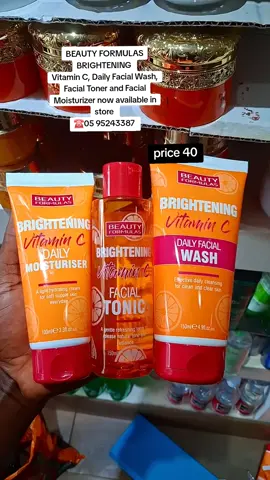 BEAUTY FORMULAS
BRIGHTENING
Vitamin C, Daily Facial Wash,
Facial Toner and Facial
Moisturizer now available in
store
☎️05 95243387
price 40
BEAUTY
FORMULAS
BRIGHTENING
Vitamin C
DAILY
MOISTURISER
BEAUTY
FORMULAS
BRIGHTENING
Vitamin C
FACIAL
TONIC
BEAUTY
FORMULAS
BRIGHTENING
Vitamin C
DAILY FACIAL
WASH